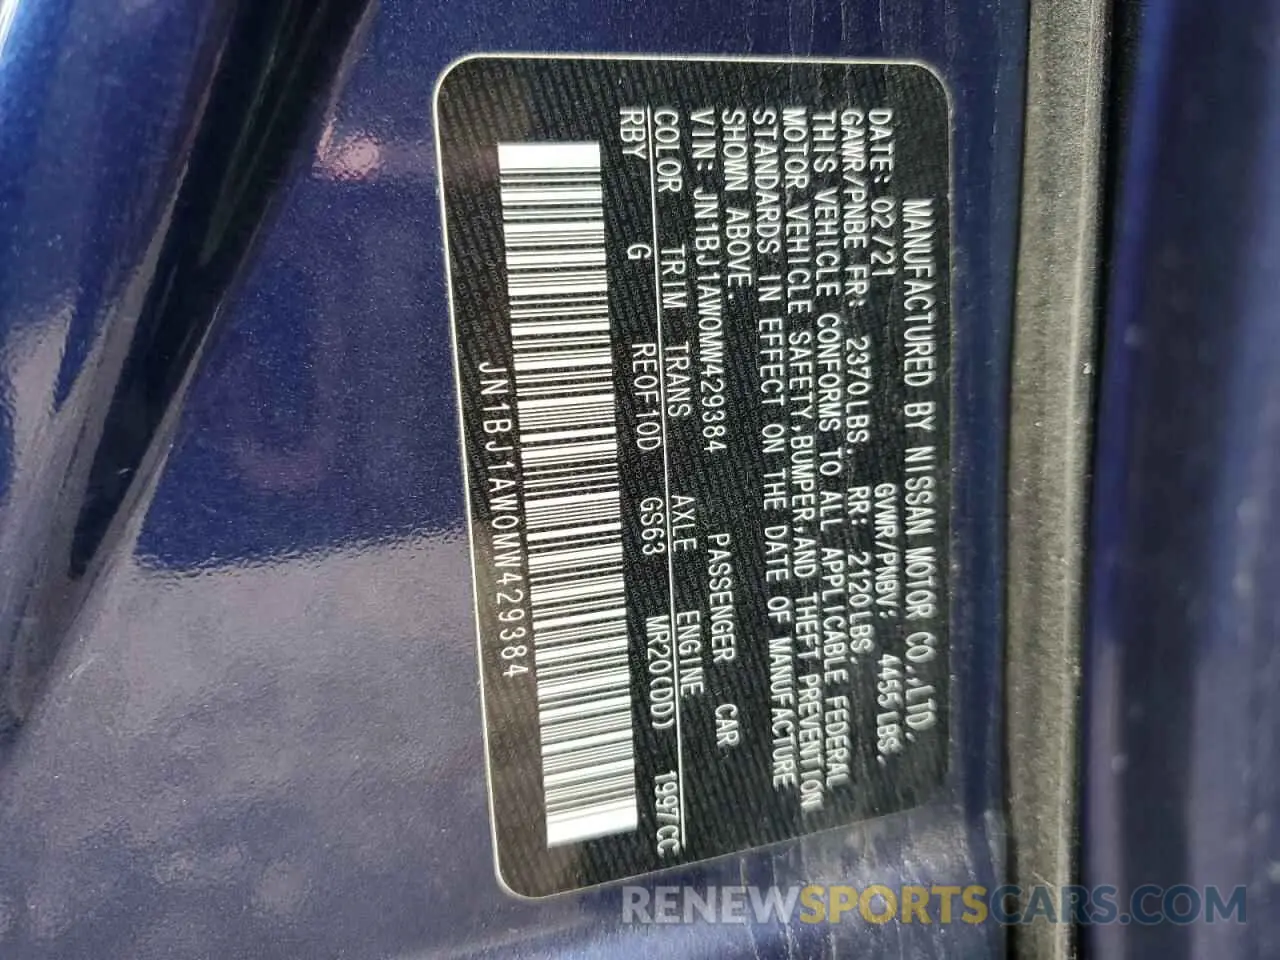 MANUFACTURED BY NISSAN MOTOR CO.,LTD.
DATE: 02/21 GVWR/PNBV: 4455 LBS.
GAWR/PNBE FR: 2370LBS. RR: 2120LBS.
THIS VEHICLE CONFORMS TO ALL APPLICABLE FEDERAL
MOTOR VEHICLE SAFETY,BUMPER,AND THEFT PREVENTION
STANDARDS IN EFFECT ON THE DATE OF MANUFACTURE
SHOWN ABOVE.
VIN: JN1BJ1AW0MW429384 PASSENGER CAR
COLOR TRIM TRANS AXLE ENGINE
RBY G RE0F10D GS63 MR20(DD) 1997CC
JN1BJ1AW0MW429384
RENEWSPORTSCARS.COM